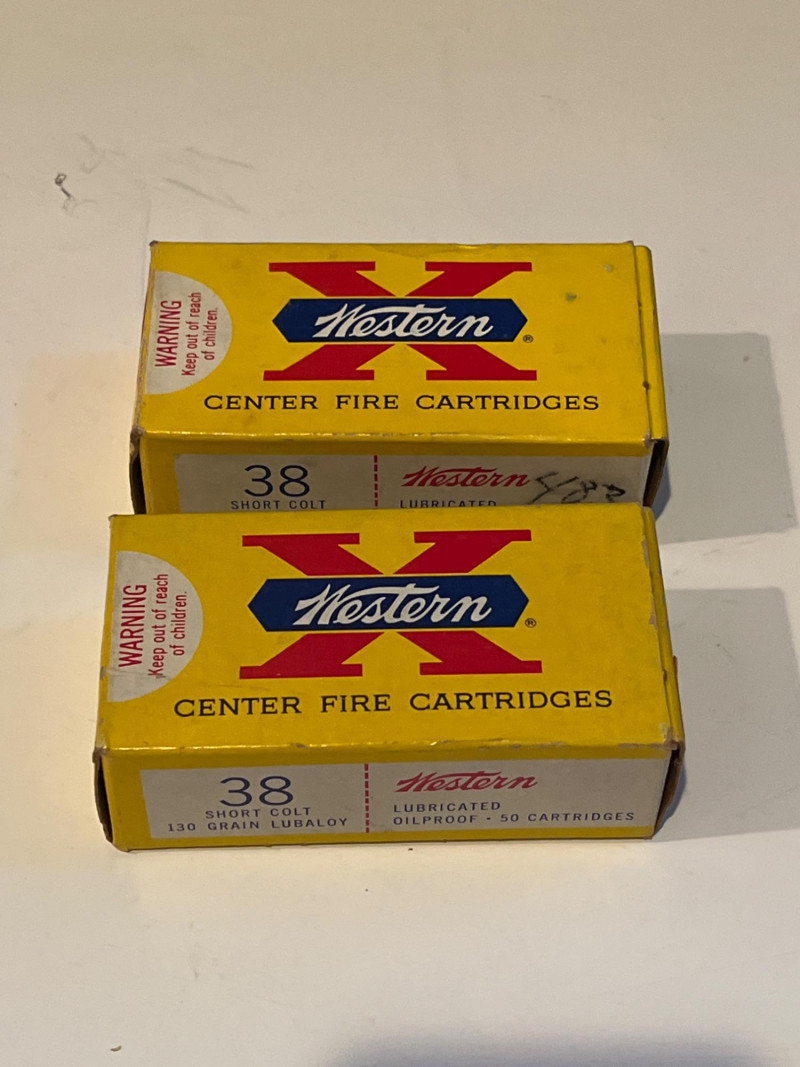 X
Western®
WARNING
Keep out of reach
of children.
CENTER FIRE CARTRIDGES
38
SHORT COLT
Western
LUBRICATED
X
Western®
WARNING
Keep out of reach
of children.
CENTER FIRE CARTRIDGES
38
SHORT COLT
130 GRAIN LUBALOY
Western
LUBRICATED
OILPROOF • 50 CARTRIDGES